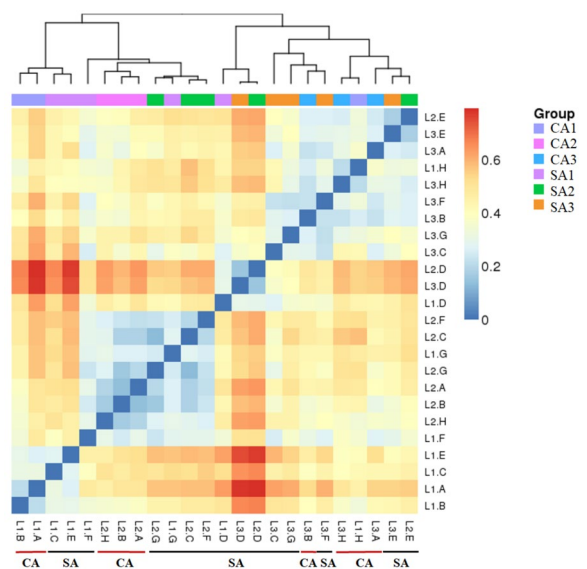 Group
CA1
CA2
CA3
SA1
SA2
SA3
0.6
0.4
0.2
0
L2.E
L3.E
L3.A
L1.H
L3.H
L3.F
L3.B
L3.G
L3.C
L2.D
L3.D
L1.D
L2.F
L2.C
L1.G
L2.G
L2.A
L2.B
L2.H
L1.F
L1.E
L1.C
L1.A
L1.B
L1.B L1.A L1.C L1.E L1.F L2.H L2.B L2.A L2.G L1.G L2.C L2.F L1.D L3.D L2.D L3.C L3.G L3.B L3.F L3.H L1.H L3.A L3.E L2.E
CA SA CA SA CA SA CA SA